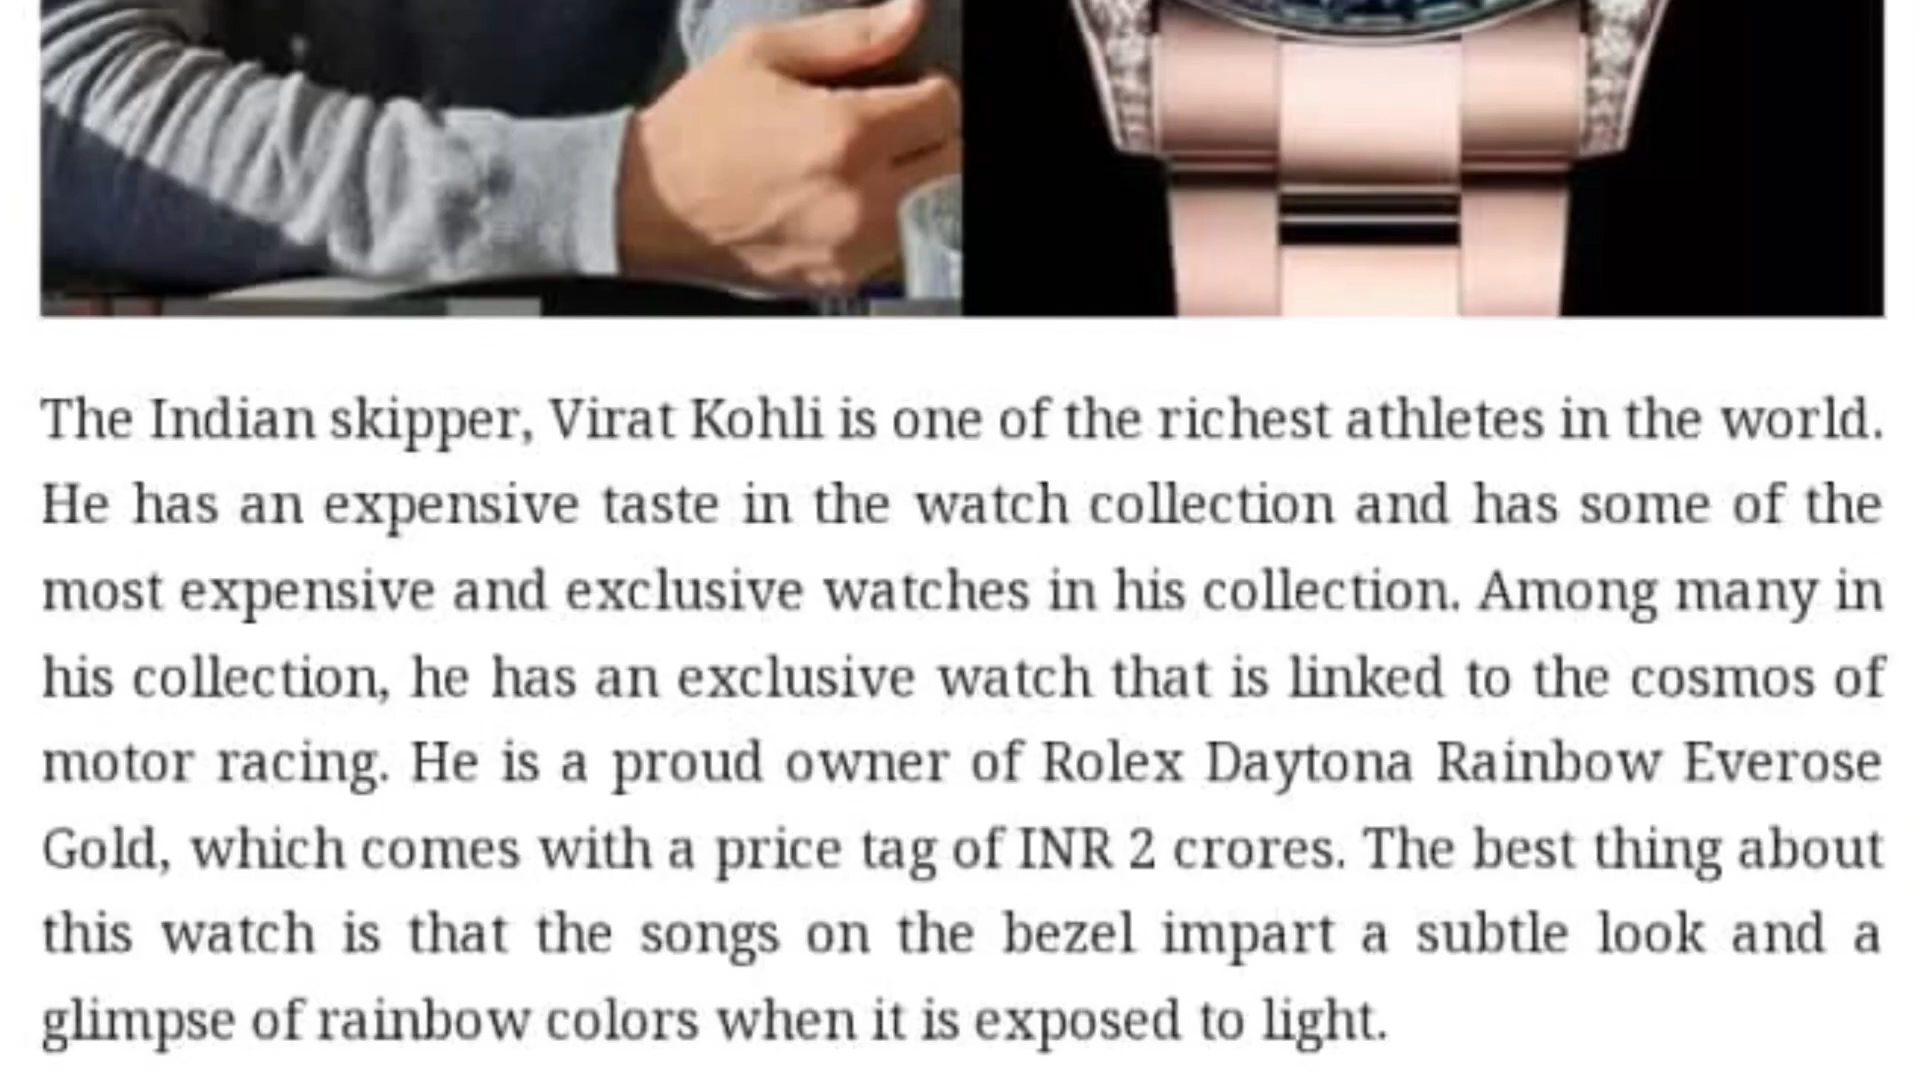 The Indian skipper, Virat Kohli is one of the richest athletes in the world.
He has an expensive taste in the watch collection and has some of the
most expensive and exclusive watches in his collection. Among many in
his collection, he has an exclusive watch that is linked to the cosmos of
motor racing. He is a proud owner of Rolex Daytona Rainbow Everose
Gold, which comes with a price tag of INR 2 crores. The best thing about
this watch is that the songs on the bezel impart a subtle look and a
glimpse of rainbow colors when it is exposed to light.